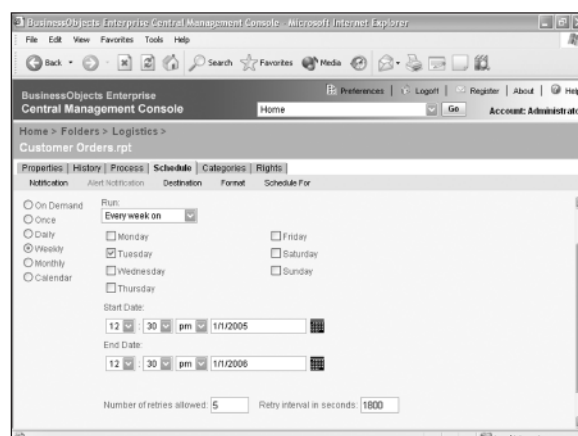 BusinessObjects Enterprise Central Management Console - Microsoft Internet Explorer
File Edit View Favorites Tools Help
Back Search Favorites Media
Preferences | Logoff | Register | About | Help
BusinessObjects Enterprise
Central Management Console Home Go Account: Administrato
Home > Folders > Logistics >
Customer Orders.rpt
Properties | History | Process | Schedule | Categories | Rights |
Notification Alert Notification Destination Format Schedule For
On Demand Run:
Once Every week on
Daily Monday Friday
Weekly Tuesday Saturday
Monthly Wednesday Sunday
Calendar Thursday
Start Date:
12 : 30 pm 1/1/2005
End Date:
12 : 30 pm 1/1/2006
Number of retries allowed: 5 Retry interval in seconds: 1800